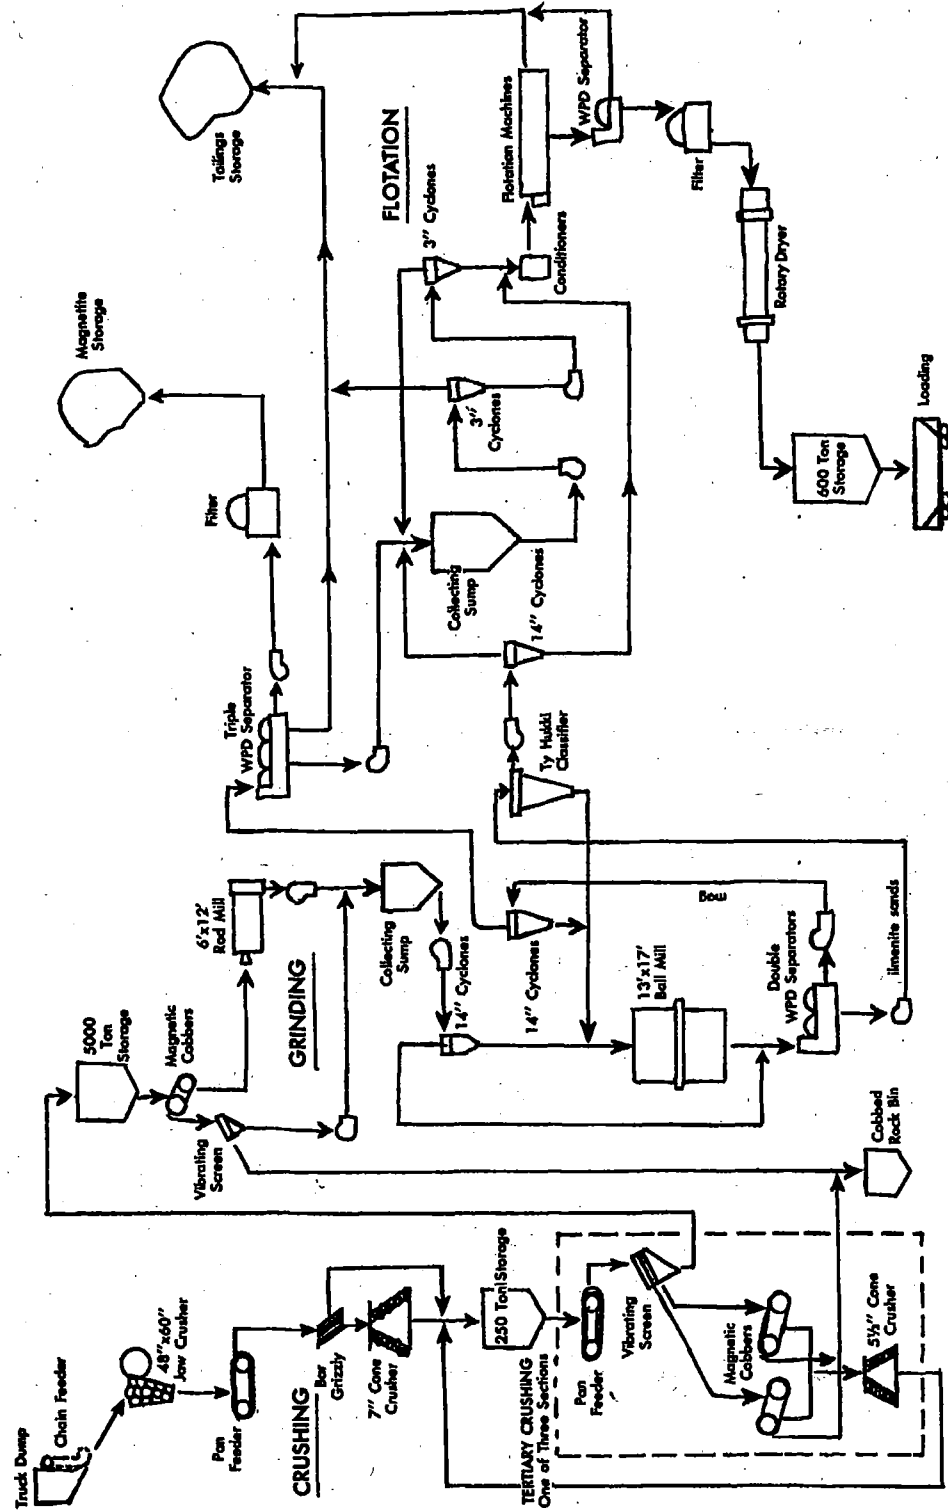 Truck Dump
Chain Feeder
48"x60"
Jaw Crusher
Pan
Feeder
CRUSHING
Bar
Grizzly
7" Cone
Crusher
250 Ton Storage
TERTIARY CRUSHING
One of Three Sections
Pan
Feeder
Vibrating
Screen
Magnetic
Cobbers
5½" Cone
Crusher
5000
Ton
Storage
Magnetic
Cobbers
Vibrating
Screen
6'x12'
Rod Mill
GRINDING
Collecting
Sump
14" Cyclones
14" Cyclones
13'x17'
Ball Mill
Double
WPD Separators
ilmenite sands
Cobbed
Rock Bin
Triple
WPD Separator
Filter
Magnetite
Storage
Tailings
Storage
Ty Hukki
Classifier
14" Cyclones
Collecting
Sump
3"
Cyclones
3" Cyclones
FLOTATION
Conditioners
Flotation Machines
WPD Separator
Filter
Rotary Dryer
600 Ton
Storage
Loading